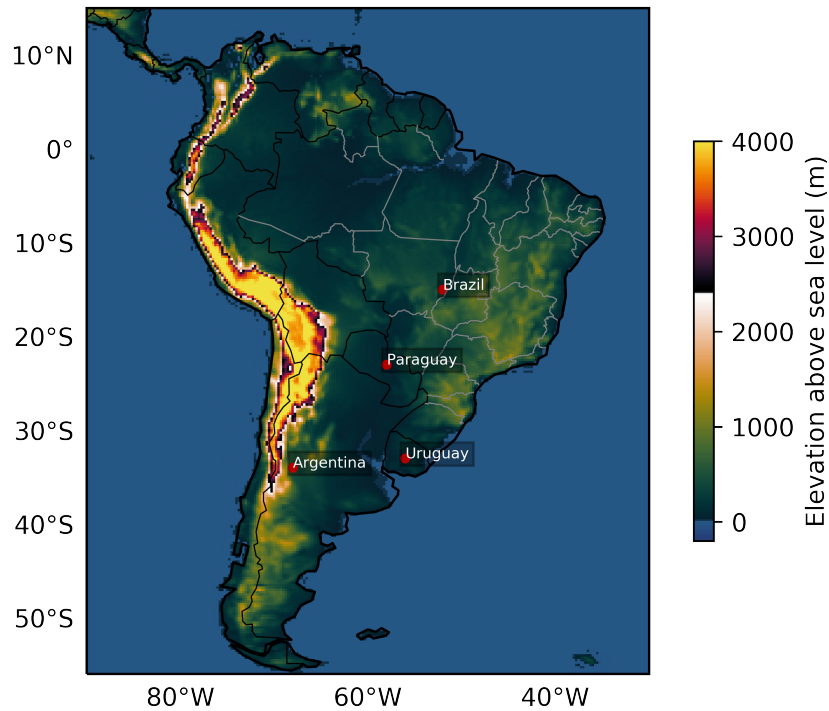 10°N
0°
10°S
20°S
30°S
40°S
50°S
80°W
60°W
40°W
Brazil
Paraguay
Uruguay
Argentina
4000
3000
2000
1000
0
Elevation above sea level (m)